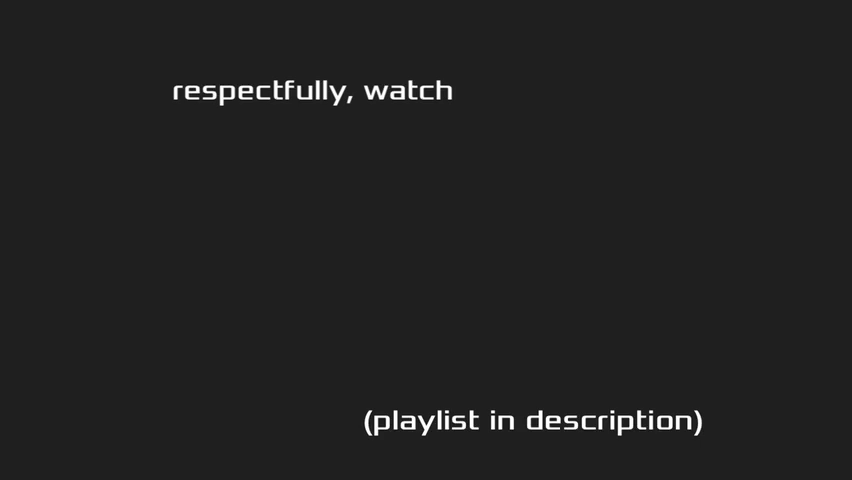 respectfully, watch
(playlist in description)